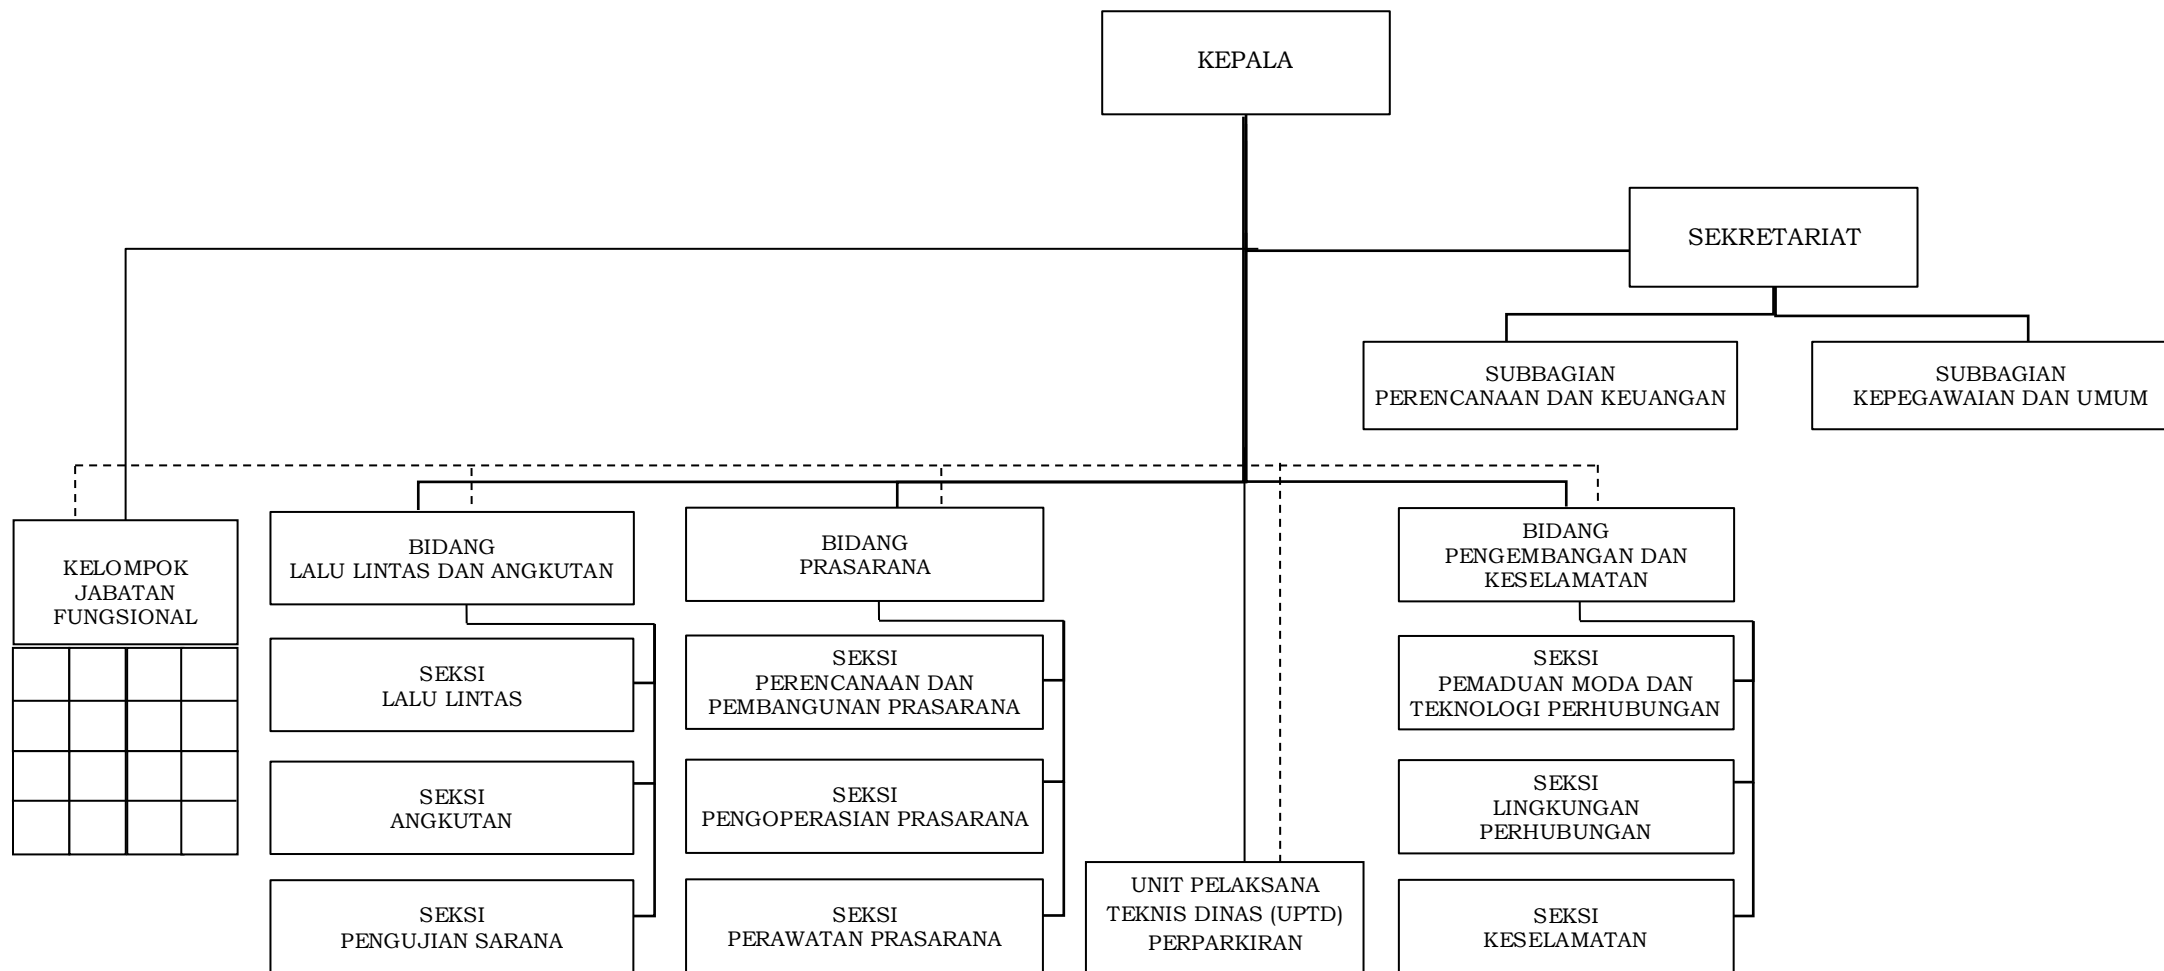 KEPALA
SEKRETARIAT
SUBBAGIAN
PERENCANAAN DAN KEUANGAN
SUBBAGIAN
KEPEGAWAIAN DAN UMUM
KELOMPOK
JABATAN
FUNGSIONAL
BIDANG
LALU LINTAS DAN ANGKUTAN
SEKSI
LALU LINTAS
SEKSI
ANGKUTAN
SEKSI
PENGUJIAN SARANA
BIDANG
PRASARANA
SEKSI
PERENCANAAN DAN
PEMBANGUNAN PRASARANA
SEKSI
PENGOPERASIAN PRASARANA
SEKSI
PERAWATAN PRASARANA
UNIT PELAKSANA
TEKNIS DINAS (UPTD)
PERPARKIRAN
BIDANG
PENGEMBANGAN DAN
KESELAMATAN
SEKSI
PEMADUAN MODA DAN
TEKNOLOGI PERHUBUNGAN
SEKSI
LINGKUNGAN
PERHUBUNGAN
SEKSI
KESELAMATAN